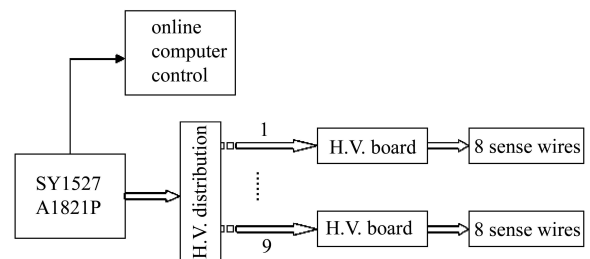 online
computer
control
SY1527
A1821P
H.V. distribution
1
H.V. board
8 sense wires
9
H.V. board
8 sense wires